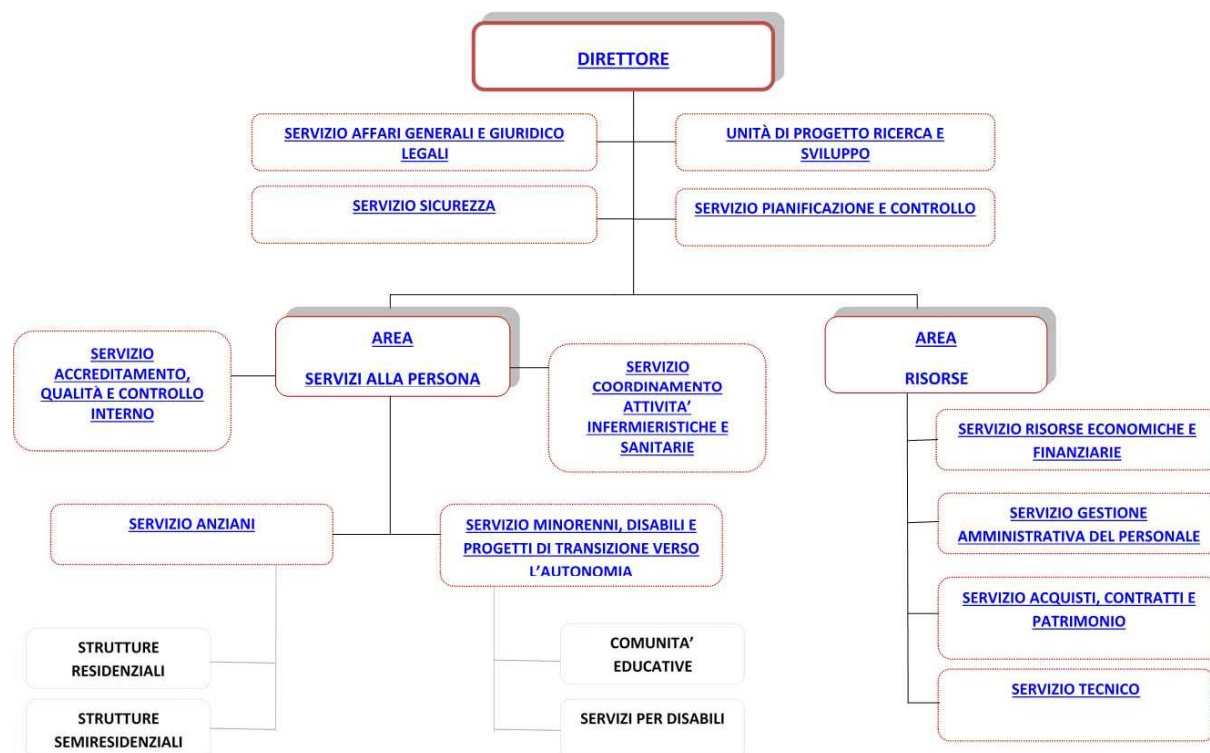 DIRETTORE
SERVIZIO AFFARI GENERALI E GIURIDICO
LEGALI
UNITÀ DI PROGETTO RICERCA E
SVILUPPO
SERVIZIO SICUREZZA
SERVIZIO PIANIFICAZIONE E CONTROLLO
AREA
SERVIZI ALLA PERSONA
AREA
RISORSE
SERVIZIO
ACCREDITAMENTO,
QUALITÀ E CONTROLLO
INTERNO
SERVIZIO
COORDINAMENTO
ATTIVITA’
INFERMIERISTICHE E
SANITARIE
SERVIZIO RISORSE ECONOMICHE E
FINANZIARIE
SERVIZIO ANZIANI
SERVIZIO MINORENNI, DISABILI E
PROGETTI DI TRANSIZIONE VERSO
L’AUTONOMIA
SERVIZIO GESTIONE
AMMINISTRATIVA DEL PERSONALE
SERVIZIO ACQUISTI, CONTRATTI E
PATRIMONIO
STRUTTURE
RESIDENZIALI
COMUNITA’
EDUCATIVE
SERVIZIO TECNICO
STRUTTURE
SEMIRESIDENZIALI
SERVIZI PER DISABILI